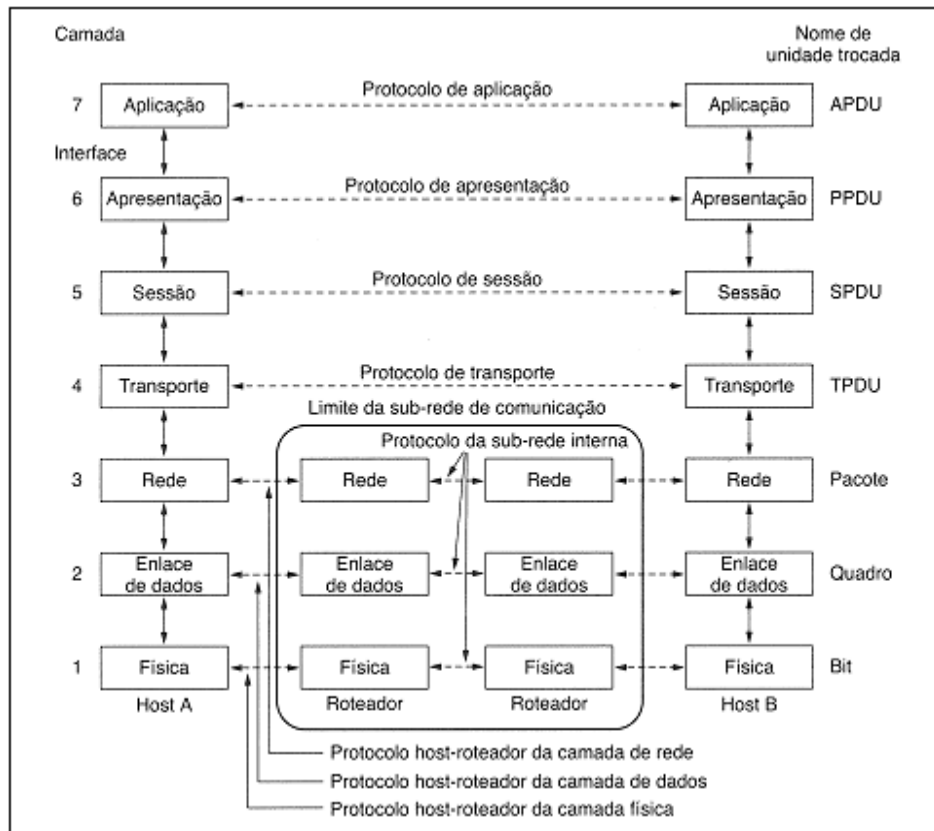 Camada
Nome de
unidade trocada
Protocolo de aplicação
7 Aplicação Aplicação APDU
Interface
Protocolo de apresentação
6 Apresentação Apresentação PPDU
Protocolo de sessão
5 Sessão Sessão SPDU
Protocolo de transporte
4 Transporte Transporte TPDU
Limite da sub-rede de comunicação
Protocolo da sub-rede interna
3 Rede Rede Rede Rede Pacote
2 Enlace de dados Enlace de dados Enlace de dados Enlace de dados Quadro
1 Física Física Física Física Bit
Host A Roteador Roteador Host B
Protocolo host-roteador da camada de rede
Protocolo host-roteador da camada de dados
Protocolo host-roteador da camada física